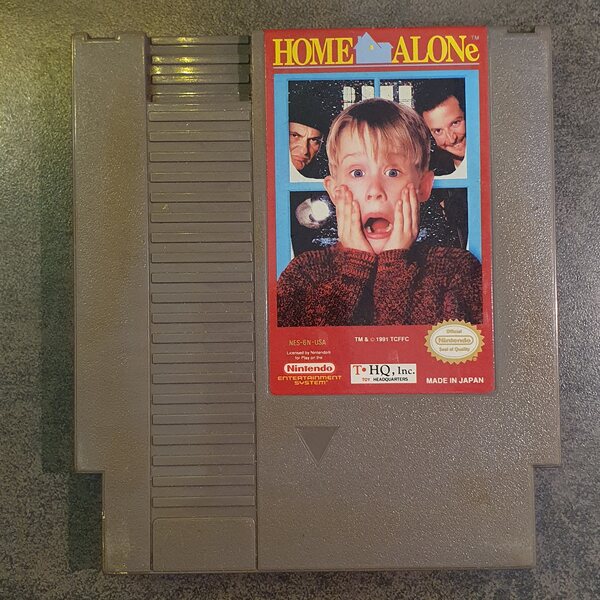 HOME ALONe™
NES-6N-USA
TM & © 1991 TCFFC
Licensed by Nintendo®
for Play on the
Nintendo
ENTERTAINMENT
SYSTEM®
T•HQ, Inc.
TOY HEADQUARTERS
Official
Nintendo
Seal of Quality
MADE IN JAPAN